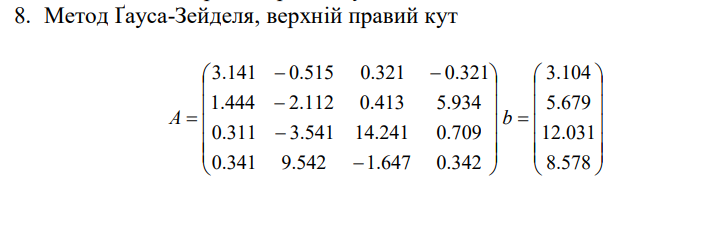 8. Метод Ґауса-Зейделя, верхній правий кут
3.141 − 0.515 0.321 − 0.321 3.104
1.444 − 2.112 0.413 5.934 5.679
A = b =
0.311 − 3.541 14.241 0.709 12.031
0.341 9.542 −1.647 0.342 8.578